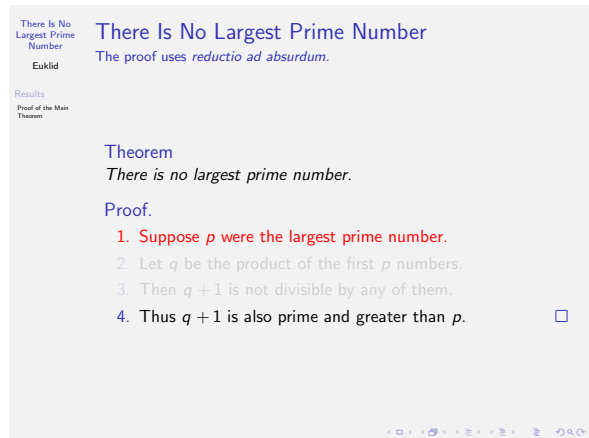 There Is No
Largest Prime
Number
Euklid
Results
Proof of the Main
Theorem
There Is No Largest Prime Number
The proof uses reductio ad absurdum.
Theorem
There is no largest prime number.
Proof.
1. Suppose p were the largest prime number.
2. Let q be the product of the first p numbers.
3. Then q + 1 is not divisible by any of them.
4. Thus q + 1 is also prime and greater than p.